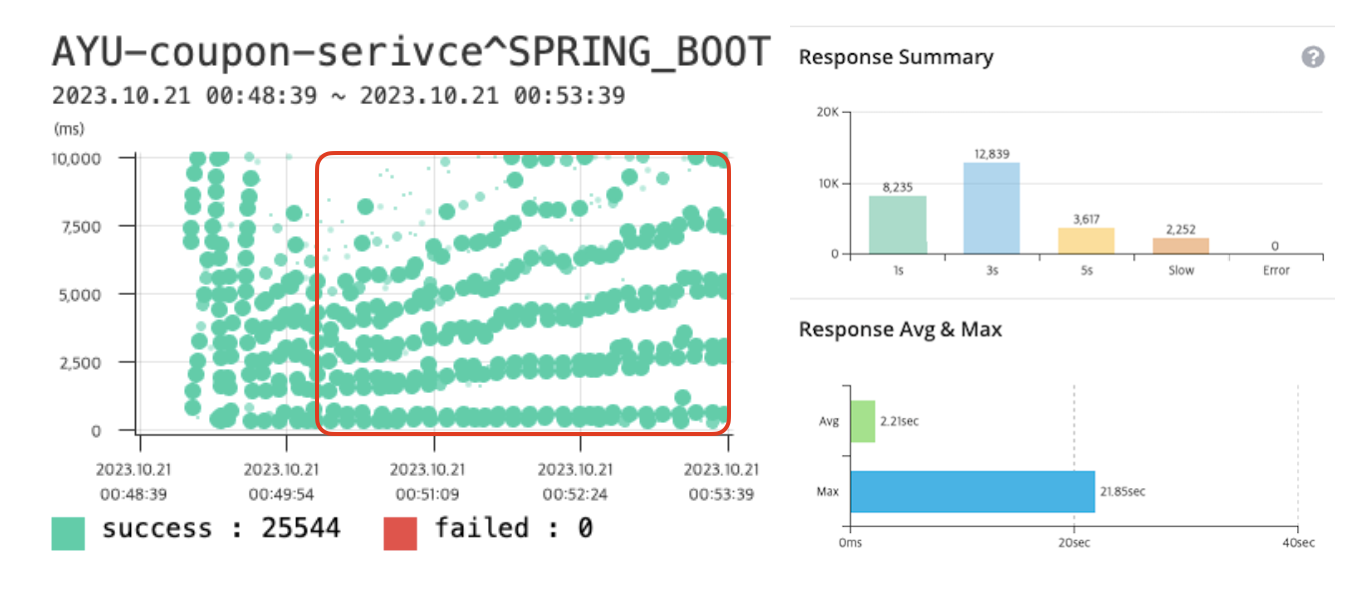 AYU-coupon-serivce^SPRING_BOOT
2023.10.21 00:48:39 ~ 2023.10.21 00:53:39
(ms)
10,000
7,500
5,000
2,500
0
2023.10.21 2023.10.21 2023.10.21 2023.10.21 2023.10.21
00:48:39 00:49:54 00:51:09 00:52:24 00:53:39
success : 25544 failed : 0
Response Summary ?
20K
10K
0
8,235 12,839 3,617 2,252 0
1s 3s 5s Slow Error
Response Avg & Max
Avg 2.21sec
Max 21.85sec
0ms 20sec 40sec